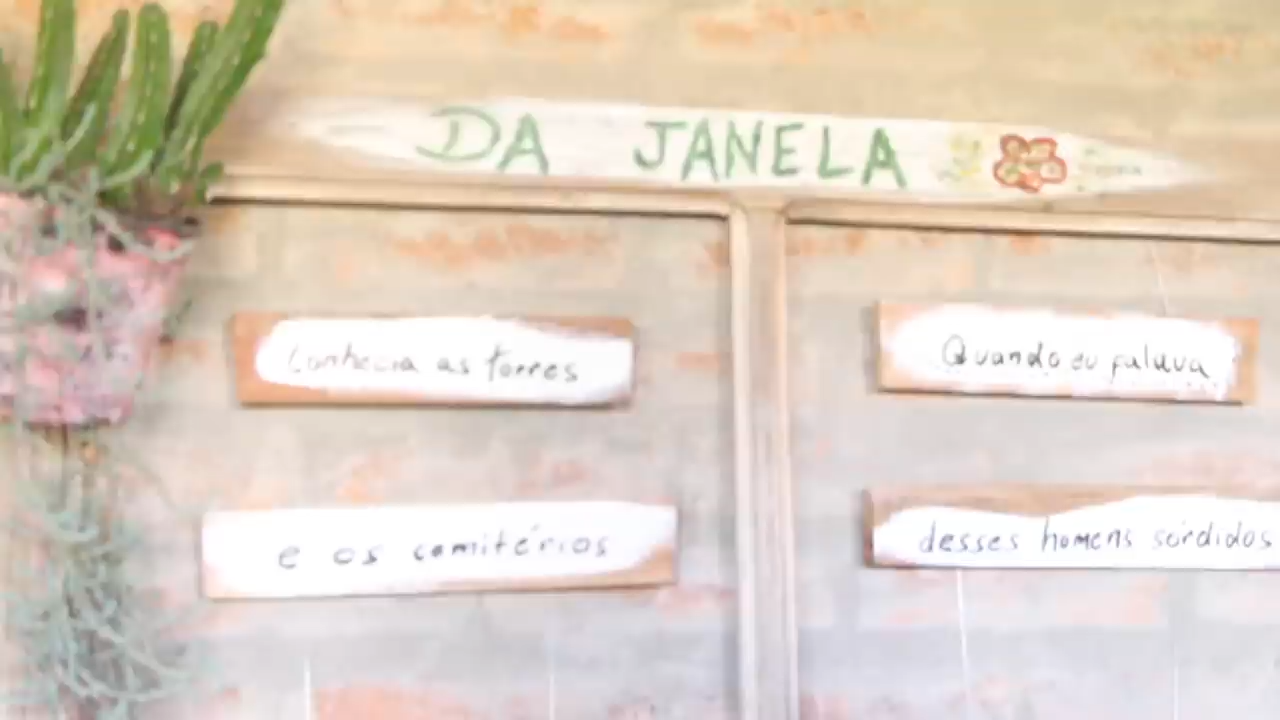 DA JANELA
Conhecia as torres
e os cemitérios
Quando eu falava
desses homens sórdidos